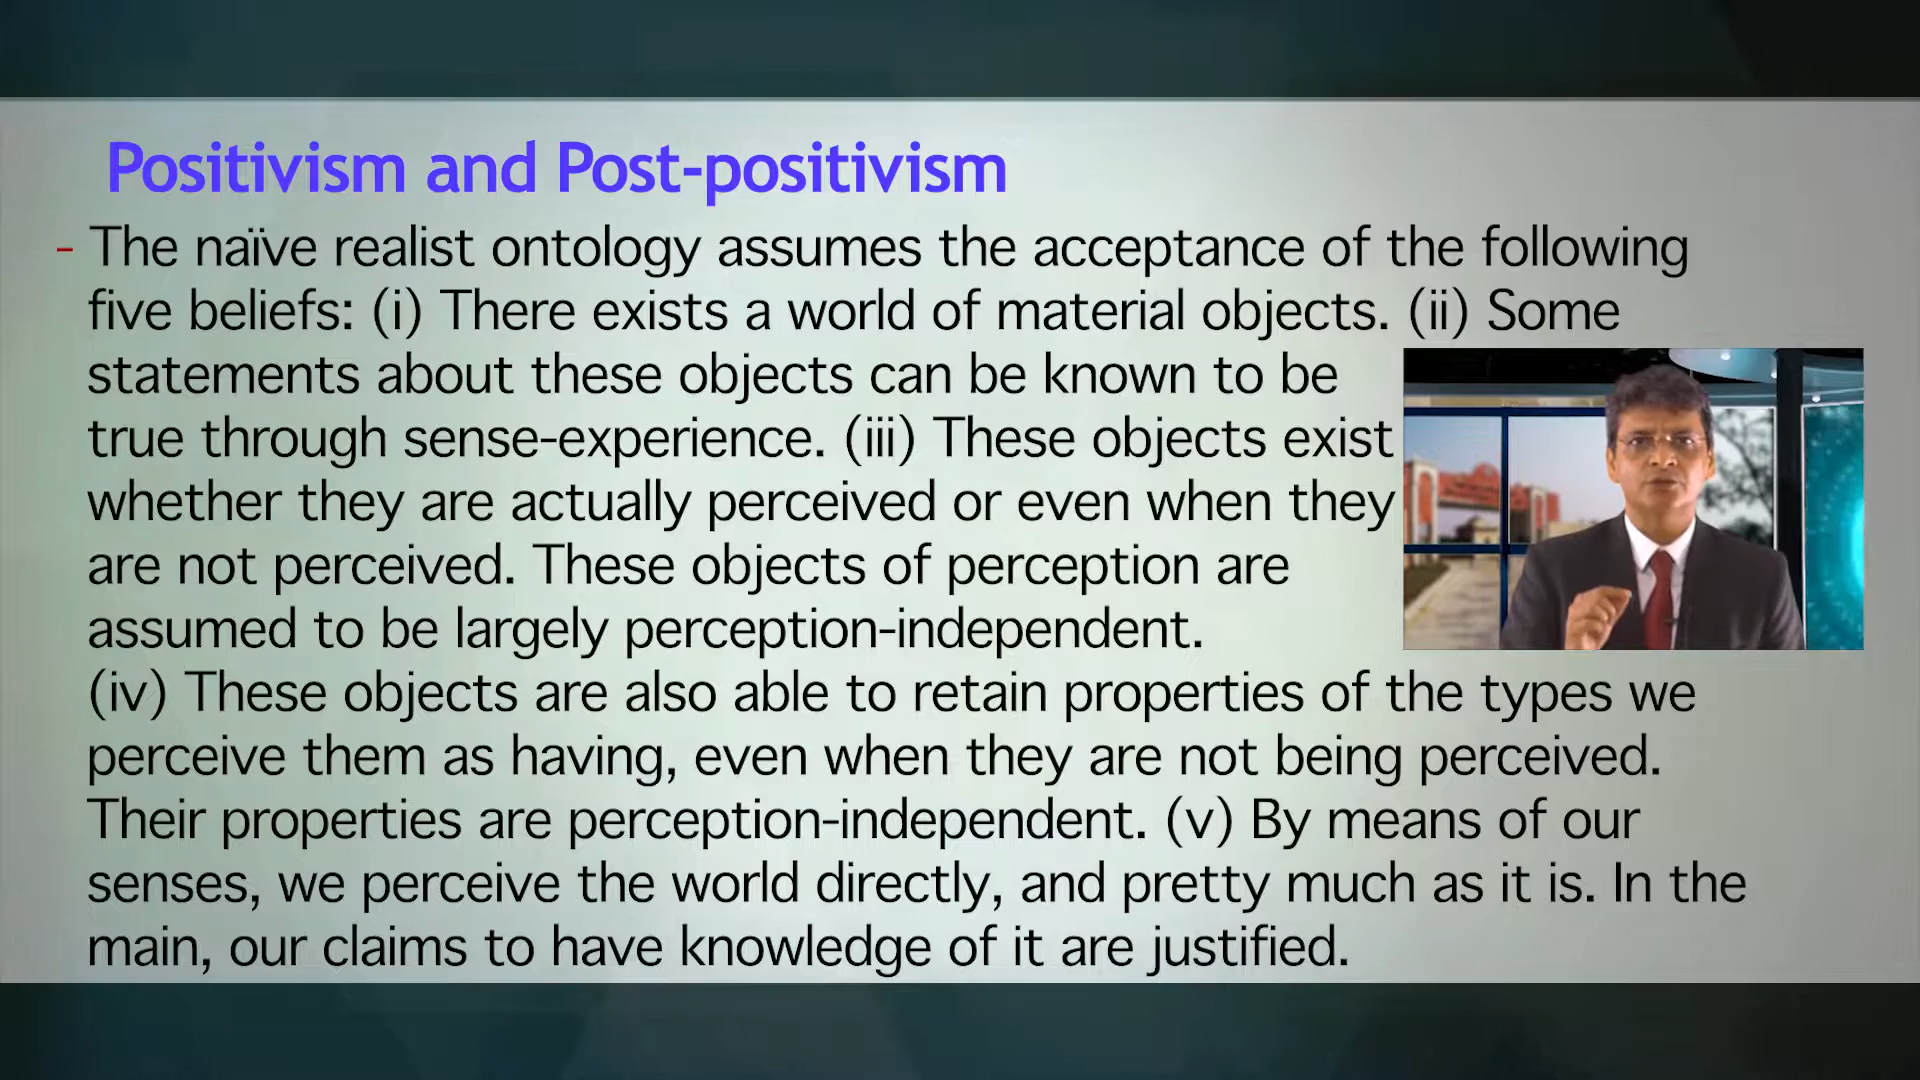 Positivism and Post-positivism
- The naïve realist ontology assumes the acceptance of the following
five beliefs: (i) There exists a world of material objects. (ii) Some
statements about these objects can be known to be
true through sense-experience. (iii) These objects exist
whether they are actually perceived or even when they
are not perceived. These objects of perception are
assumed to be largely perception-independent.
(iv) These objects are also able to retain properties of the types we
perceive them as having, even when they are not being perceived.
Their properties are perception-independent. (v) By means of our
senses, we perceive the world directly, and pretty much as it is. In the
main, our claims to have knowledge of it are justified.